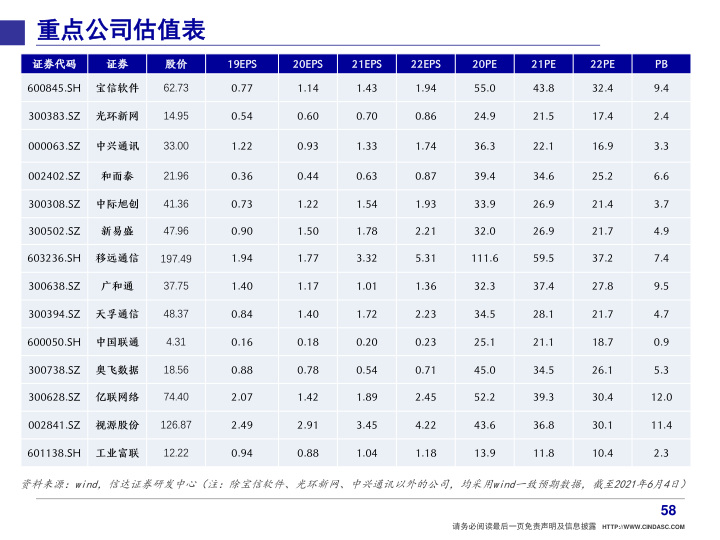 重点公司估值表
证券代码 证券 股价 19EPS 20EPS 21EPS 22EPS 20PE 21PE 22PE PB
600845.SH 宝信软件 62.73 0.77 1.14 1.43 1.94 55.0 43.8 32.4 9.4
300383.SZ 光环新网 14.95 0.54 0.60 0.70 0.86 24.9 21.5 17.4 2.4
000063.SZ 中兴通讯 33.00 1.22 0.93 1.33 1.74 36.3 22.1 16.9 3.3
002402.SZ 和而泰 21.96 0.36 0.44 0.63 0.87 39.4 34.6 25.2 6.6
300308.SZ 中际旭创 41.36 0.73 1.22 1.54 1.93 33.9 26.9 21.4 3.7
300502.SZ 新易盛 47.96 0.90 1.50 1.78 2.21 32.0 26.9 21.7 4.9
603236.SH 移远通信 197.49 1.94 1.77 3.32 5.31 111.6 59.5 37.2 7.4
300638.SZ 广和通 37.75 1.40 1.17 1.01 1.36 32.3 37.4 27.8 9.5
300394.SZ 天孚通信 48.37 0.84 1.40 1.72 2.23 34.5 28.1 21.7 4.7
600050.SH 中国联通 4.31 0.16 0.18 0.20 0.23 25.1 21.1 18.7 0.9
300738.SZ 奥飞数据 18.56 0.88 0.78 0.54 0.71 45.0 34.5 26.1 5.3
300628.SZ 亿联网络 74.40 2.07 1.42 1.89 2.45 52.2 39.3 30.4 12.0
002841.SZ 视源股份 126.87 2.49 2.91 3.45 4.22 43.6 36.8 30.1 11.4
601138.SH 工业富联 12.22 0.94 0.88 1.04 1.18 13.9 11.8 10.4 2.3
资料来源：wind，信达证券研发中心（注：除宝信软件、光环新网、中兴通讯以外的公司，均采用wind一致预期数据，截至2021年6月4日）
58
请务必阅读最后一页免责声明及信息披露 HTTP://WWW.CINDASC.COM